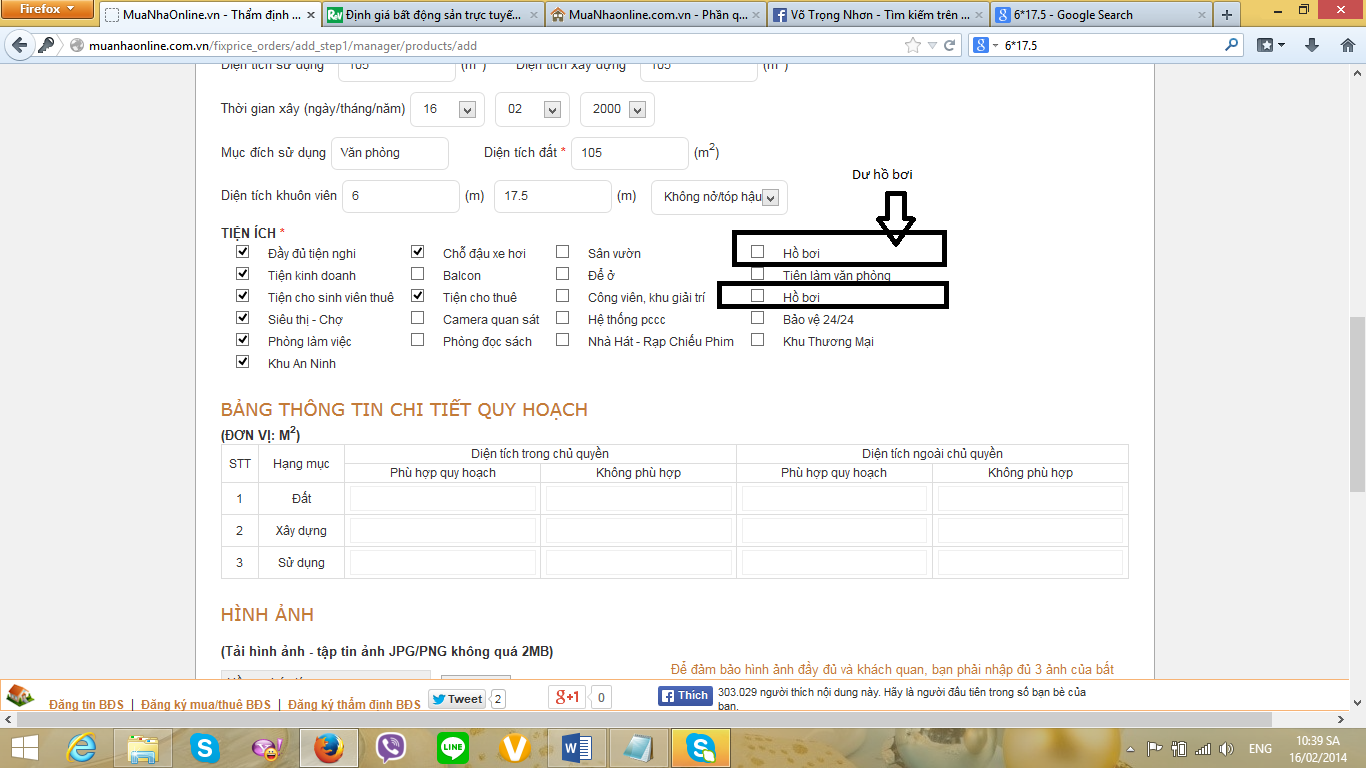 Firefox
MuaNhaOnline.vn - Thẩm định ...
Định giá bất động sản trực tuyế...
MuaNhaOnline.com.vn - Phần q...
Võ Trọng Nhơn - Tìm kiếm trên ...
6*17.5 - Google Search
muanhaonline.com.vn/fixprice_orders/add_step1/manager/products/add
6*17.5
Diện tích sử dụng 105 (m2) Diện tích xây dựng 105 (m2)
Thời gian xây (ngày/tháng/năm) 16 02 2000
Mục đích sử dụng Văn phòng Diện tích đất * 105 (m2)
Dư hồ bơi
Diện tích khuôn viên 6 (m) 17.5 (m) Không nở/tóp hậu
TIỆN ÍCH *
Đầy đủ tiện nghi Chỗ đậu xe hơi Sân vườn Hồ bơi
Tiện kinh doanh Balcon Để ở Tiện làm văn phòng
Tiện cho sinh viên thuê Tiện cho thuê Công viên, khu giải trí Hồ bơi
Siêu thị - Chợ Camera quan sát Hệ thống pccc Bảo vệ 24/24
Phòng làm việc Phòng đọc sách Nhà Hát - Rạp Chiếu Phim Khu Thương Mại
Khu An Ninh
BẢNG THÔNG TIN CHI TIẾT QUY HOẠCH
(ĐƠN VỊ: M2)
STT Hạng mục Diện tích trong chủ quyền Diện tích ngoài chủ quyền
Phù hợp quy hoạch Không phù hợp Phù hợp quy hoạch Không phù hợp
1 Đất
2 Xây dựng
3 Sử dụng
HÌNH ẢNH
(Tải hình ảnh - tập tin ảnh JPG/PNG không quá 2MB)
Để đảm bảo hình ảnh đầy đủ và khách quan, bạn phải nhập đủ 3 ảnh của bất
Đăng tin BĐS | Đăng ký mua/thuê BĐS | Đăng ký thẩm định BĐS Tweet 2 +1 0 Thích 303.029 người thích nội dung này. Hãy là người đầu tiên trong số bạn bè của
bạn.
ENG 10:39 SA
16/02/2014